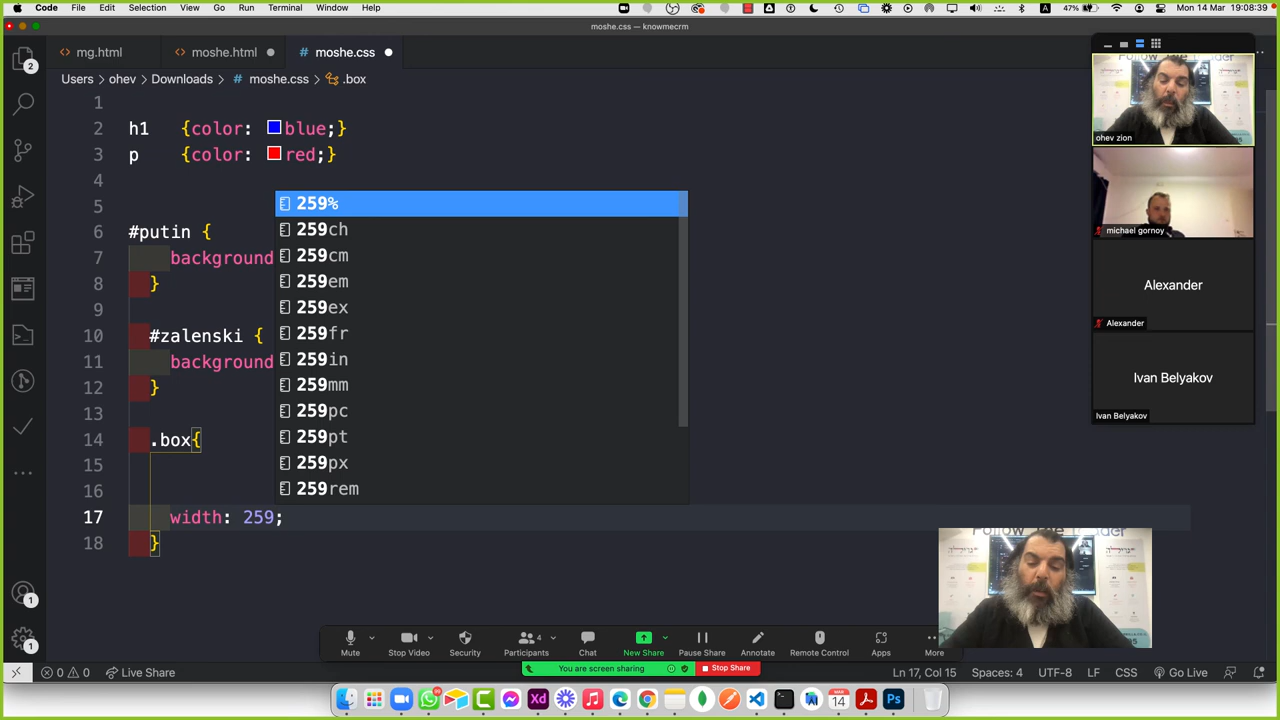 Code File Edit Selection View Go Run Terminal Window Help
47% Mon 14 Mar 19:08:39
moshe.css — knowmecrm
mg.html moshe.html moshe.css
Users > ohev > Downloads > # moshe.css > .box
1
2 h1 {color: blue;}
3 p {color: red;}
4
5
6 #putin {
7 background
8 }
9
10 #zalenski {
11 background
12 }
13
14 .box{
15
16
17 width: 259;
18 }
259%
259ch
259cm
259em
259ex
259fr
259in
259mm
259pc
259pt
259px
259rem
ohev zion
michael gornoy
Alexander
Alexander
Ivan Belyakov
Ivan Belyakov
Mute Stop Video Security Participants 4 Chat New Share Pause Share Annotate Remote Control Apps More
You are screen sharing Stop Share
0 0 Live Share Ln 17, Col 15 Spaces: 4 UTF-8 LF CSS Go Live